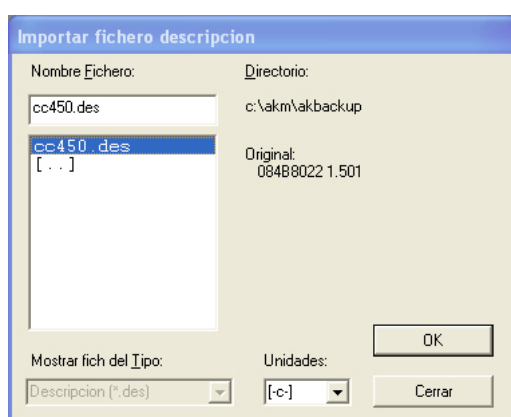 Importar fichero descripcion
Nombre Fichero:
Directorio:
cc450.des
c:\akm\akbackup
cc450.des
[..]
Original:
084B8022 1.501
OK
Mostrar fich del Tipo:
Unidades:
Descripcion (*.des)
[-c-]
Cerrar